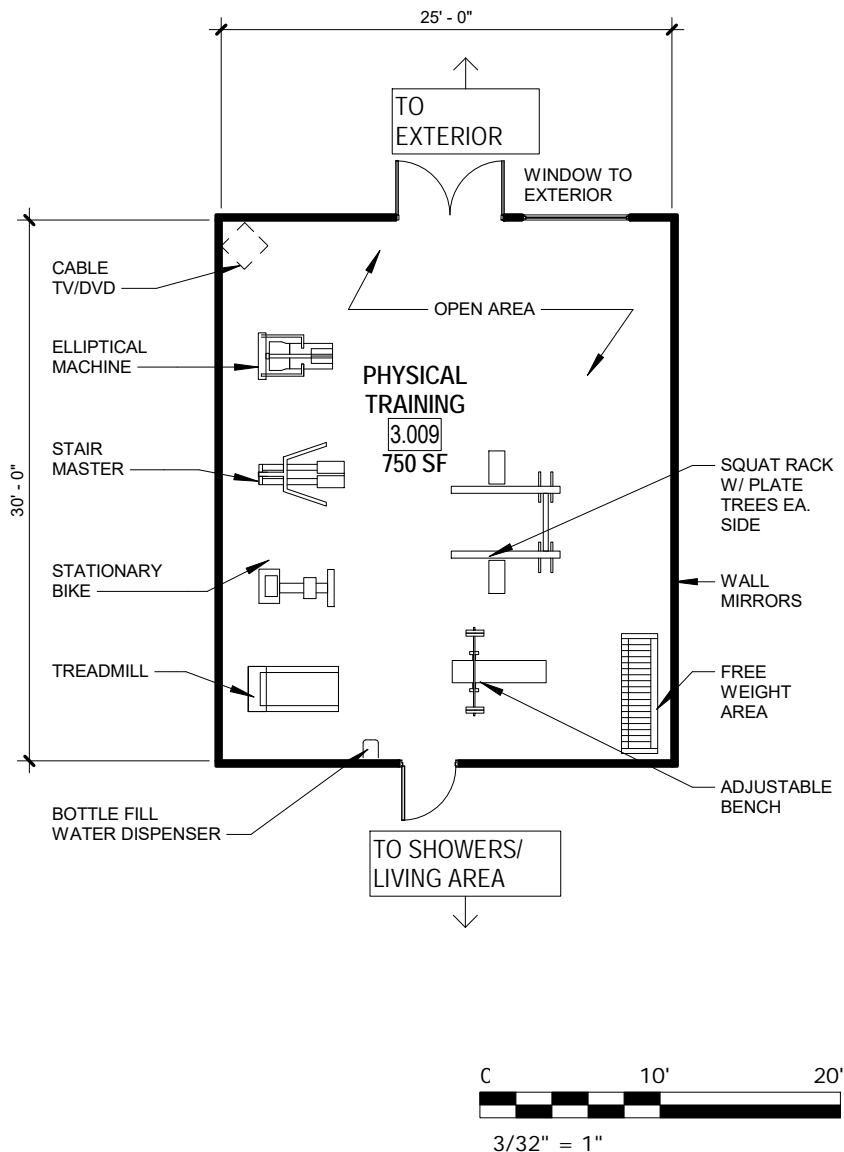 25' - 0"
TO
EXTERIOR
WINDOW TO
EXTERIOR
CABLE
TV/DVD
OPEN AREA
ELLIPTICAL
MACHINE
PHYSICAL
TRAINING
3.009
750 SF
STAIR
MASTER
30' - 0"
SQUAT RACK
W/ PLATE
TREES EA.
SIDE
STATIONARY
BIKE
WALL
MIRRORS
TREADMILL
FREE
WEIGHT
AREA
ADJUSTABLE
BENCH
BOTTLE FILL
WATER DISPENSER
TO SHOWERS/
LIVING AREA
0 10' 20'
3/32" = 1"